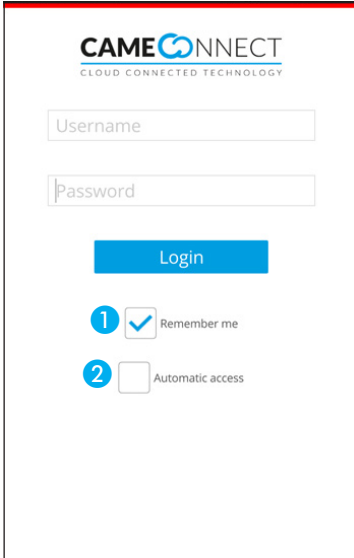 CAMECONNECT
CLOUD CONNECTED TECHNOLOGY
Username
Password
Login
1 Remember me
2 Automatic access